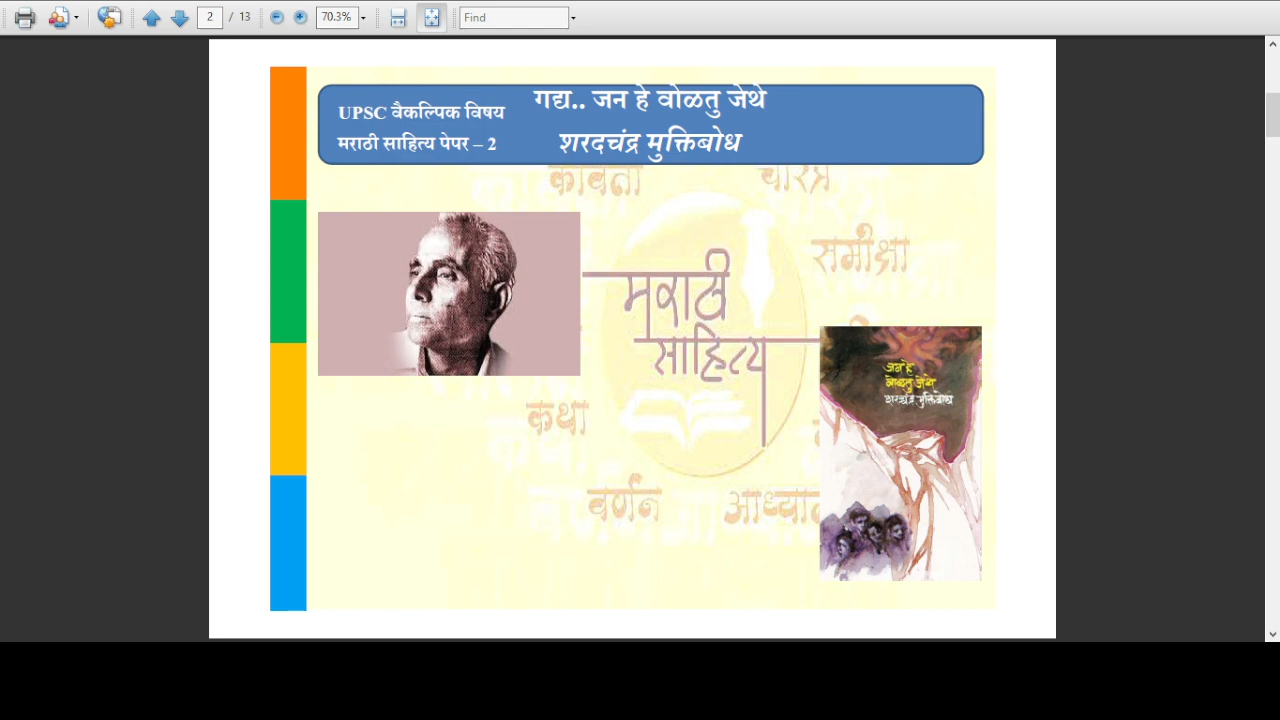 2 / 13
70.3%
Find
UPSC वैकल्पिक विषय
मराठी साहित्य पेपर – 2
गद्य.. जन हे वोळतु जेथे
शरदचंद्र मुक्तिबोध
कविता
चरित्र
समीक्षा
मराठी
साहित्य
कथा
वर्णन
जन हे
वोळतु जेथे
शरच्चंद्र मुक्तिबोध